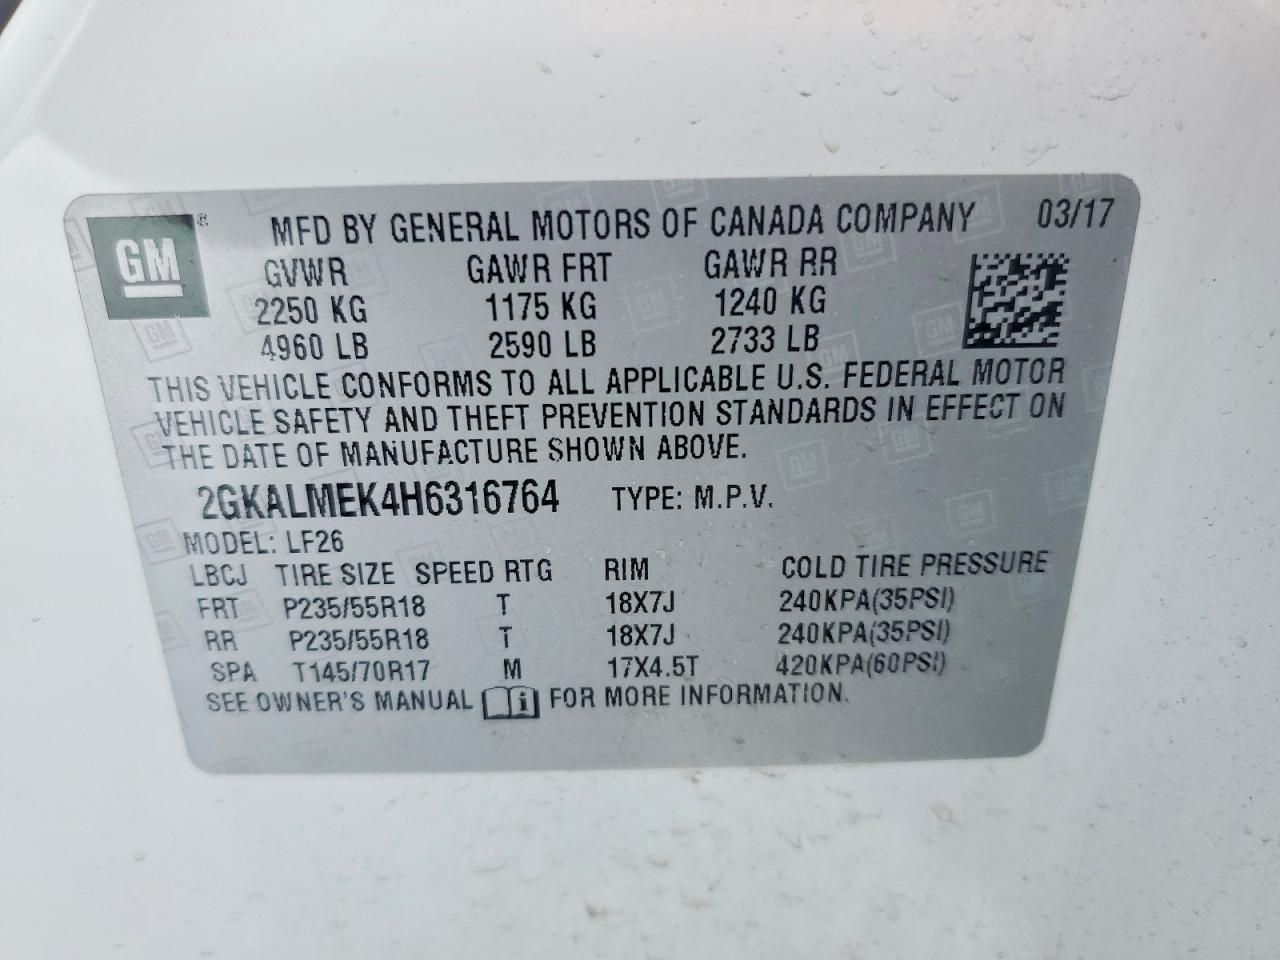 GM ® MFD BY GENERAL MOTORS OF CANADA COMPANY 03/17
GVWR GAWR FRT GAWR RR
2250 KG 1175 KG 1240 KG
4960 LB 2590 LB 2733 LB
THIS VEHICLE CONFORMS TO ALL APPLICABLE U.S. FEDERAL MOTOR
VEHICLE SAFETY AND THEFT PREVENTION STANDARDS IN EFFECT ON
THE DATE OF MANUFACTURE SHOWN ABOVE.
2GKALMEK4H6316764 TYPE: M.P.V.
MODEL: LF26
LBCJ TIRE SIZE SPEED RTG RIM COLD TIRE PRESSURE
FRT P235/55R18 T 18X7J 240KPA(35PSI)
RR P235/55R18 T 18X7J 240KPA(35PSI)
SPA T145/70R17 M 17X4.5T 420KPA(60PSI)
SEE OWNER'S MANUAL i FOR MORE INFORMATION.